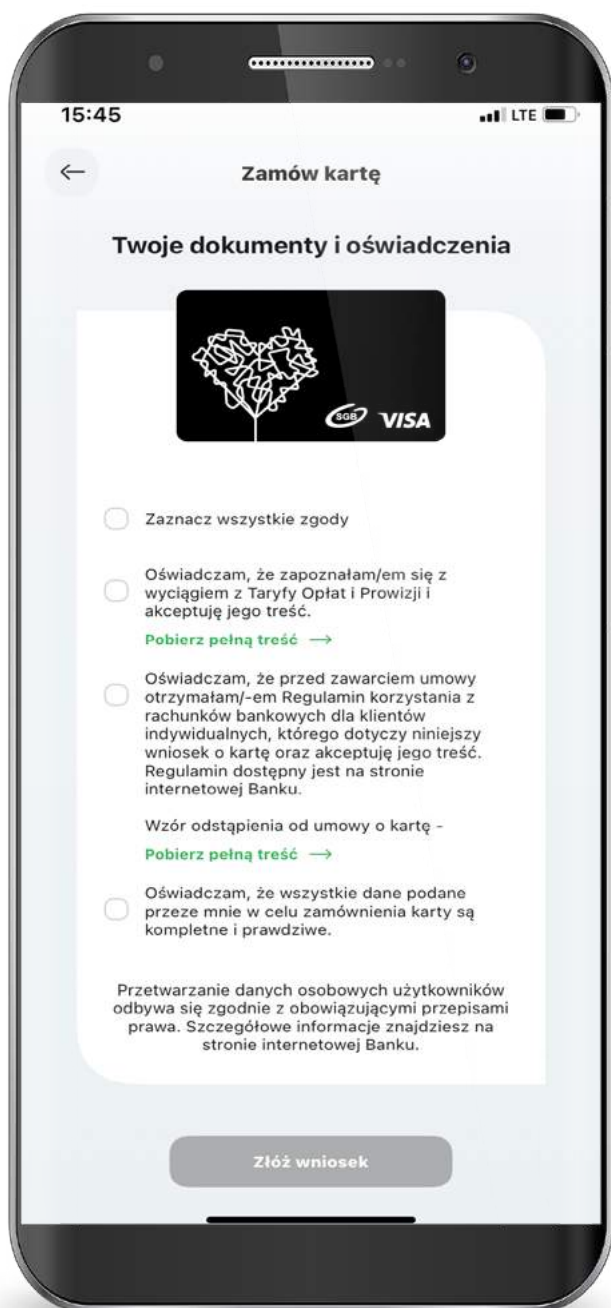 15:45
LTE
Zamów kartę
Twoje dokumenty i oświadczenia
SGB VISA
Zaznacz wszystkie zgody
Oświadczam, że zapoznałam/em się z
wyciągiem z Taryfy Opłat i Prowizji i
akceptuję jego treść.
Pobierz pełną treść →
Oświadczam, że przed zawarciem umowy
otrzymałam/-em Regulamin korzystania z
rachunków bankowych dla klientów
indywidualnych, którego dotyczy niniejszy
wniosek o kartę oraz akceptuję jego treść.
Regulamin dostępny jest na stronie
internetowej Banku.
Wzór odstąpienia od umowy o kartę -
Pobierz pełną treść →
Oświadczam, że wszystkie dane podane
przeze mnie w celu zamównienia karty są
kompletne i prawdziwe.
Przetwarzanie danych osobowych użytkowników
odbywa się zgodnie z obowiązującymi przepisami
prawa. Szczegółowe informacje znajdziesz na
stronie internetowej Banku.
Złóż wniosek